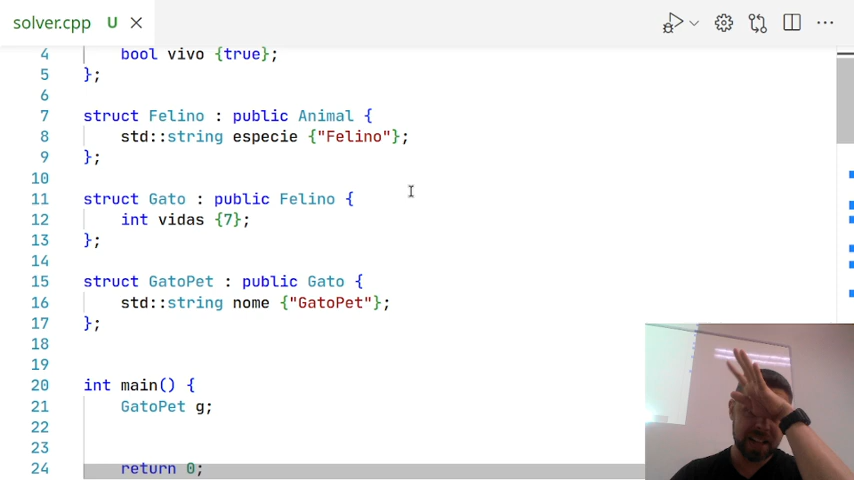 solver.cpp U
4 bool vivo {true};
5 };
6
7 struct Felino : public Animal {
8 std::string especie {"Felino"};
9 };
10
11 struct Gato : public Felino {
12 int vidas {7};
13 };
14
15 struct GatoPet : public Gato {
16 std::string nome {"GatoPet"};
17 };
18
19
20 int main() {
21 GatoPet g;
22
23
24 return 0;